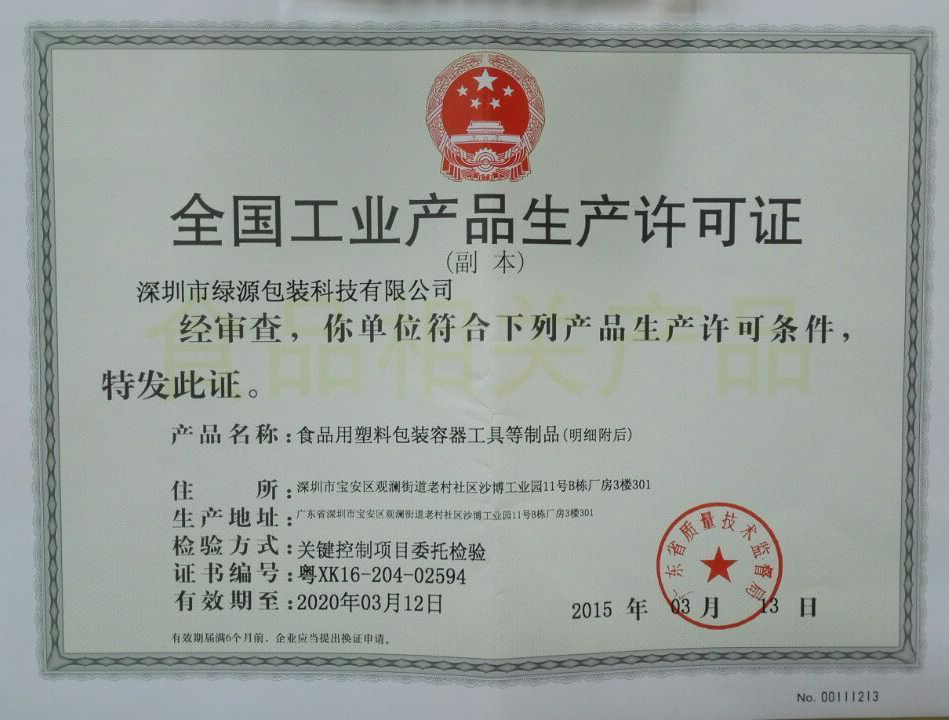 全国工业产品生产许可证
(副 本)
深圳市绿源包装科技有限公司
食品相关产品
经审查，你单位符合下列产品生产许可条件，
特发此证。
产品名称：食品用塑料包装容器工具等制品(明细附后)
住　　所：深圳市宝安区观澜街道老村社区沙博工业园11号B栋厂房3楼301
生产地址：广东省深圳市宝安区观澜街道老村社区沙博工业园11号B栋厂房3楼301
检验方式：关键控制项目委托检验
证书编号：粤XK16-204-02594
有效期至：2020年03月12日
广东省质量技术监督局
2015 年 03 月 13 日
有效期届满6个月前，企业应当提出换证申请。
No. 00111213